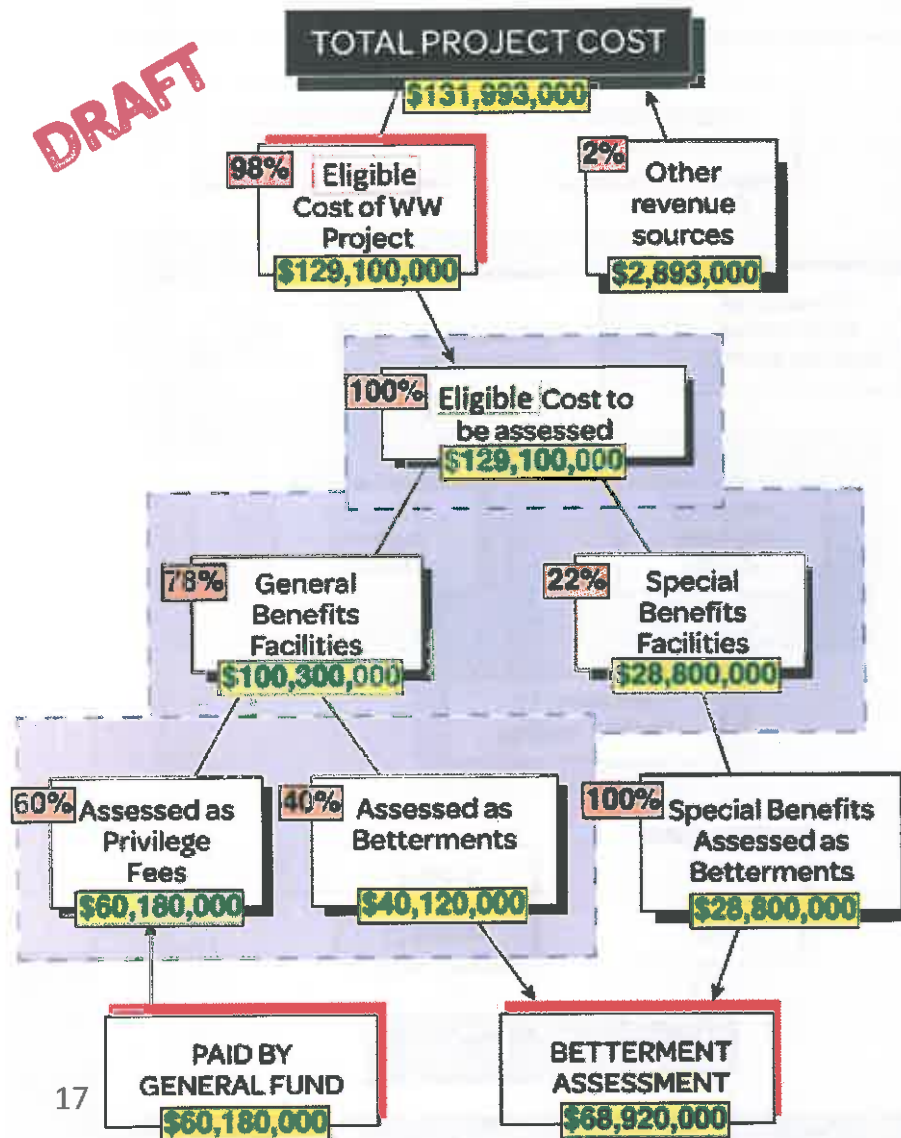 DRAFT
TOTAL PROJECT COST
$131,993,000
98%
Eligible
Cost of WW
Project
$129,100,000
2%
Other
revenue
sources
$2,893,000
100%
Eligible Cost to
be assessed
$129,100,000
78%
General
Benefits
Facilities
$100,300,000
22%
Special
Benefits
Facilities
$28,800,000
60%
Assessed as
Privilege
Fees
$60,180,000
40%
Assessed as
Betterments
$40,120,000
100%
Special Benefits
Assessed as
Betterments
$28,800,000
PAID BY
GENERAL FUND
$60,180,000
BETTERMENT
ASSESSMENT
$68,920,000
17